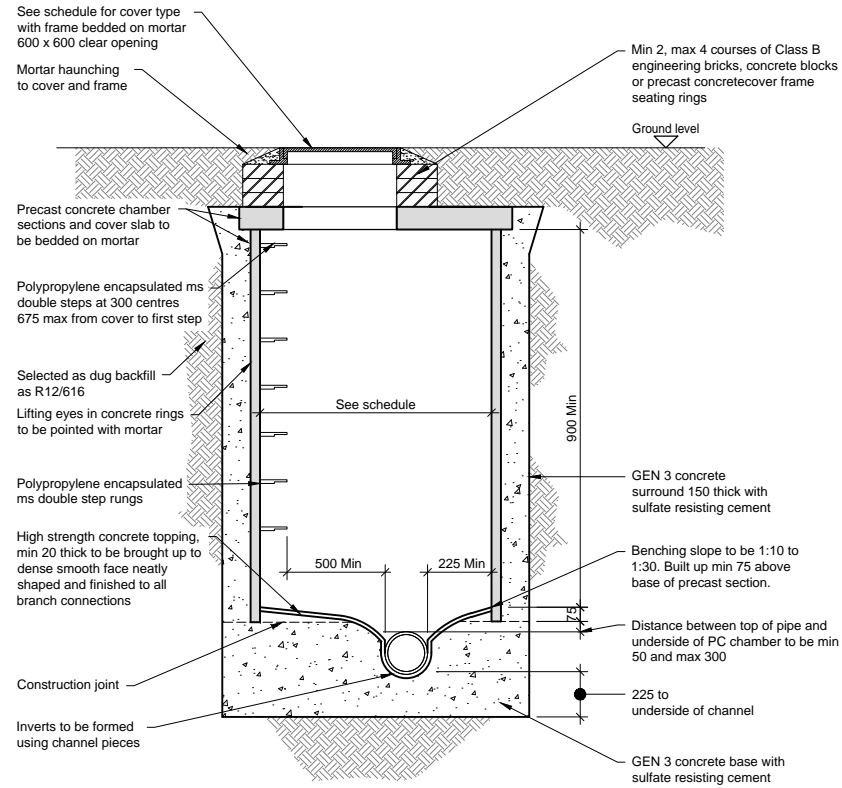 See schedule for cover type
with frame bedded on mortar
600 x 600 clear opening
Mortar haunching
to cover and frame
Min 2, max 4 courses of Class B
engineering bricks, concrete blocks
or precast concretecover frame
seating rings
Ground level
Precast concrete chamber
sections and cover slab to
be bedded on mortar
Polypropylene encapsulated ms
double steps at 300 centres
675 max from cover to first step
Selected as dug backfill
as R12/616
Lifting eyes in concrete rings
to be pointed with mortar
See schedule
900 Min
Polypropylene encapsulated
ms double step rungs
GEN 3 concrete
surround 150 thick with
sulfate resisting cement
High strength concrete topping,
min 20 thick to be brought up to
dense smooth face neatly
shaped and finished to all
branch connections
500 Min
225 Min
Benching slope to be 1:10 to
1:30. Built up min 75 above
base of precast section.
75
Distance between top of pipe and
underside of PC chamber to be min
50 and max 300
Construction joint
225 to
underside of channel
Inverts to be formed
using channel pieces
GEN 3 concrete base with
sulfate resisting cement